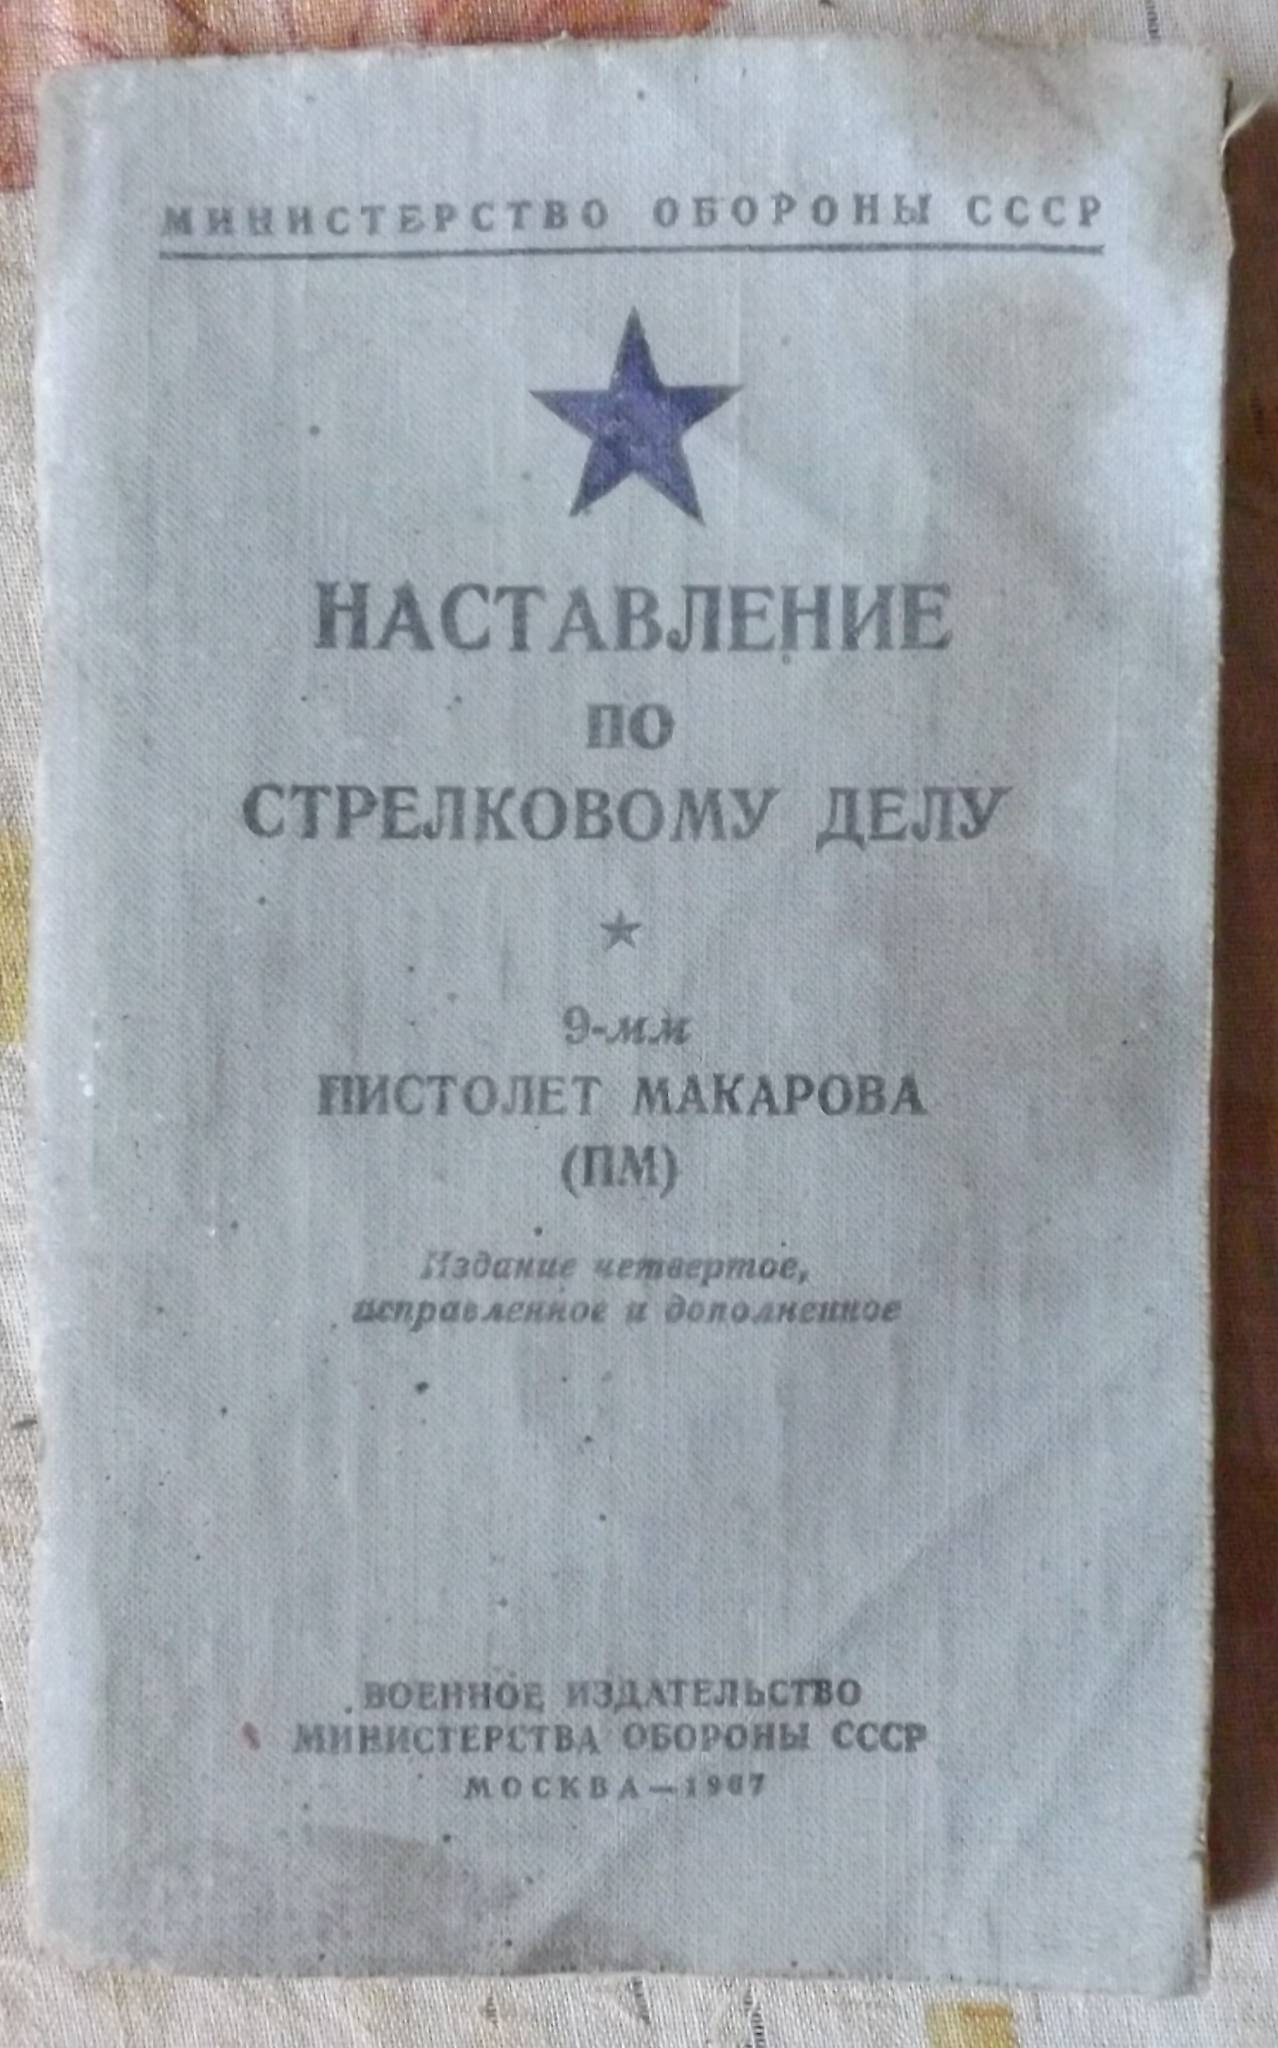 МИНИСТЕРСТВО ОБОРОНЫ СССР
НАСТАВЛЕНИЕ
ПО
СТРЕЛКОВОМУ ДЕЛУ
9-мм
ПИСТОЛЕТ МАКАРОВА
(ПМ)
Издание четвертое,
исправленное и дополненное
ВОЕННОЕ ИЗДАТЕЛЬСТВО
МИНИСТЕРСТВА ОБОРОНЫ СССР
МОСКВА—1967